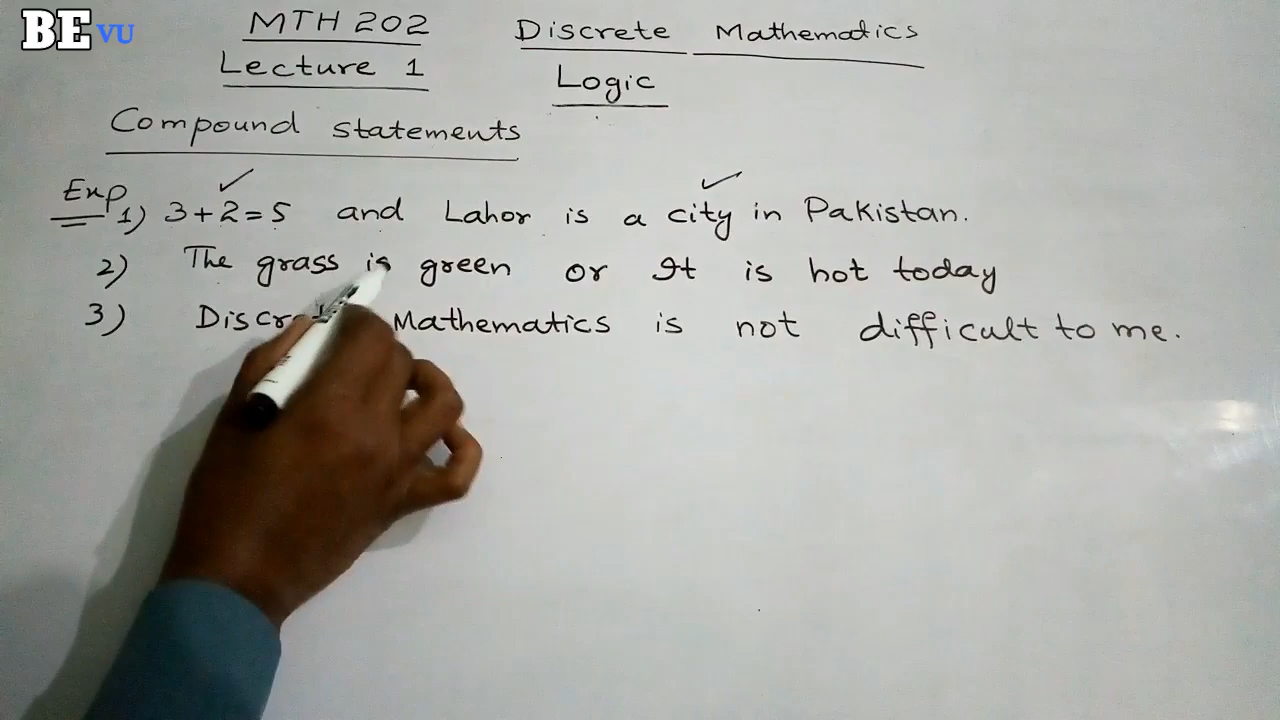 BE VU
MTH 202 Discrete Mathematics
Lecture 1 Logic
Compound statements
Exp 1) 3+2=5 and Lahor is a city in Pakistan.
2) The grass is green or It is hot today
3) Mathematics is not difficult to me.